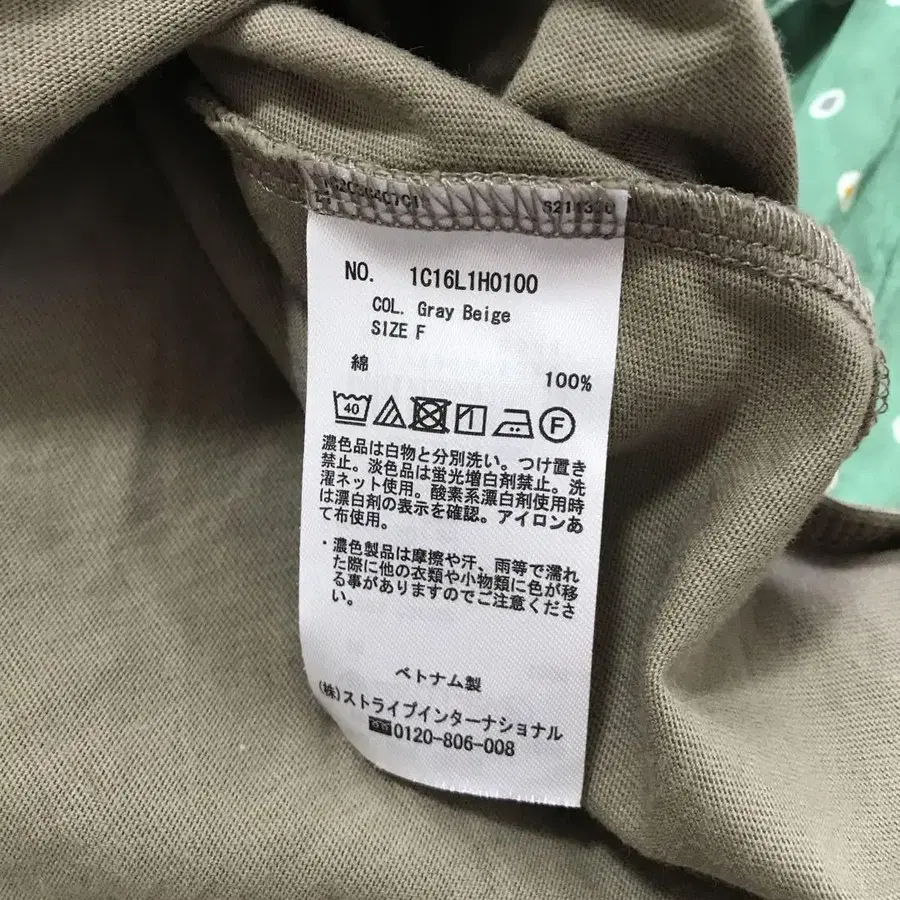 NO. 1C16L1H0100
COL. Gray Beige
SIZE F
綿 100%
40
F
濃色品は白物と分別洗い。つけ置き
禁止。淡色品は蛍光増白剤禁止。洗
濯ネット使用。酸素系漂白剤使用時
は漂白剤の表示を確認。アイロンあ
て布使用。
・濃色製品は摩擦や汗、雨等で濡れ
た際に他の衣類や小物類に色が移
る事がありますのでご注意くださ
い。
ベトナム製
(株)ストライプインターナショナル
0120-806-008